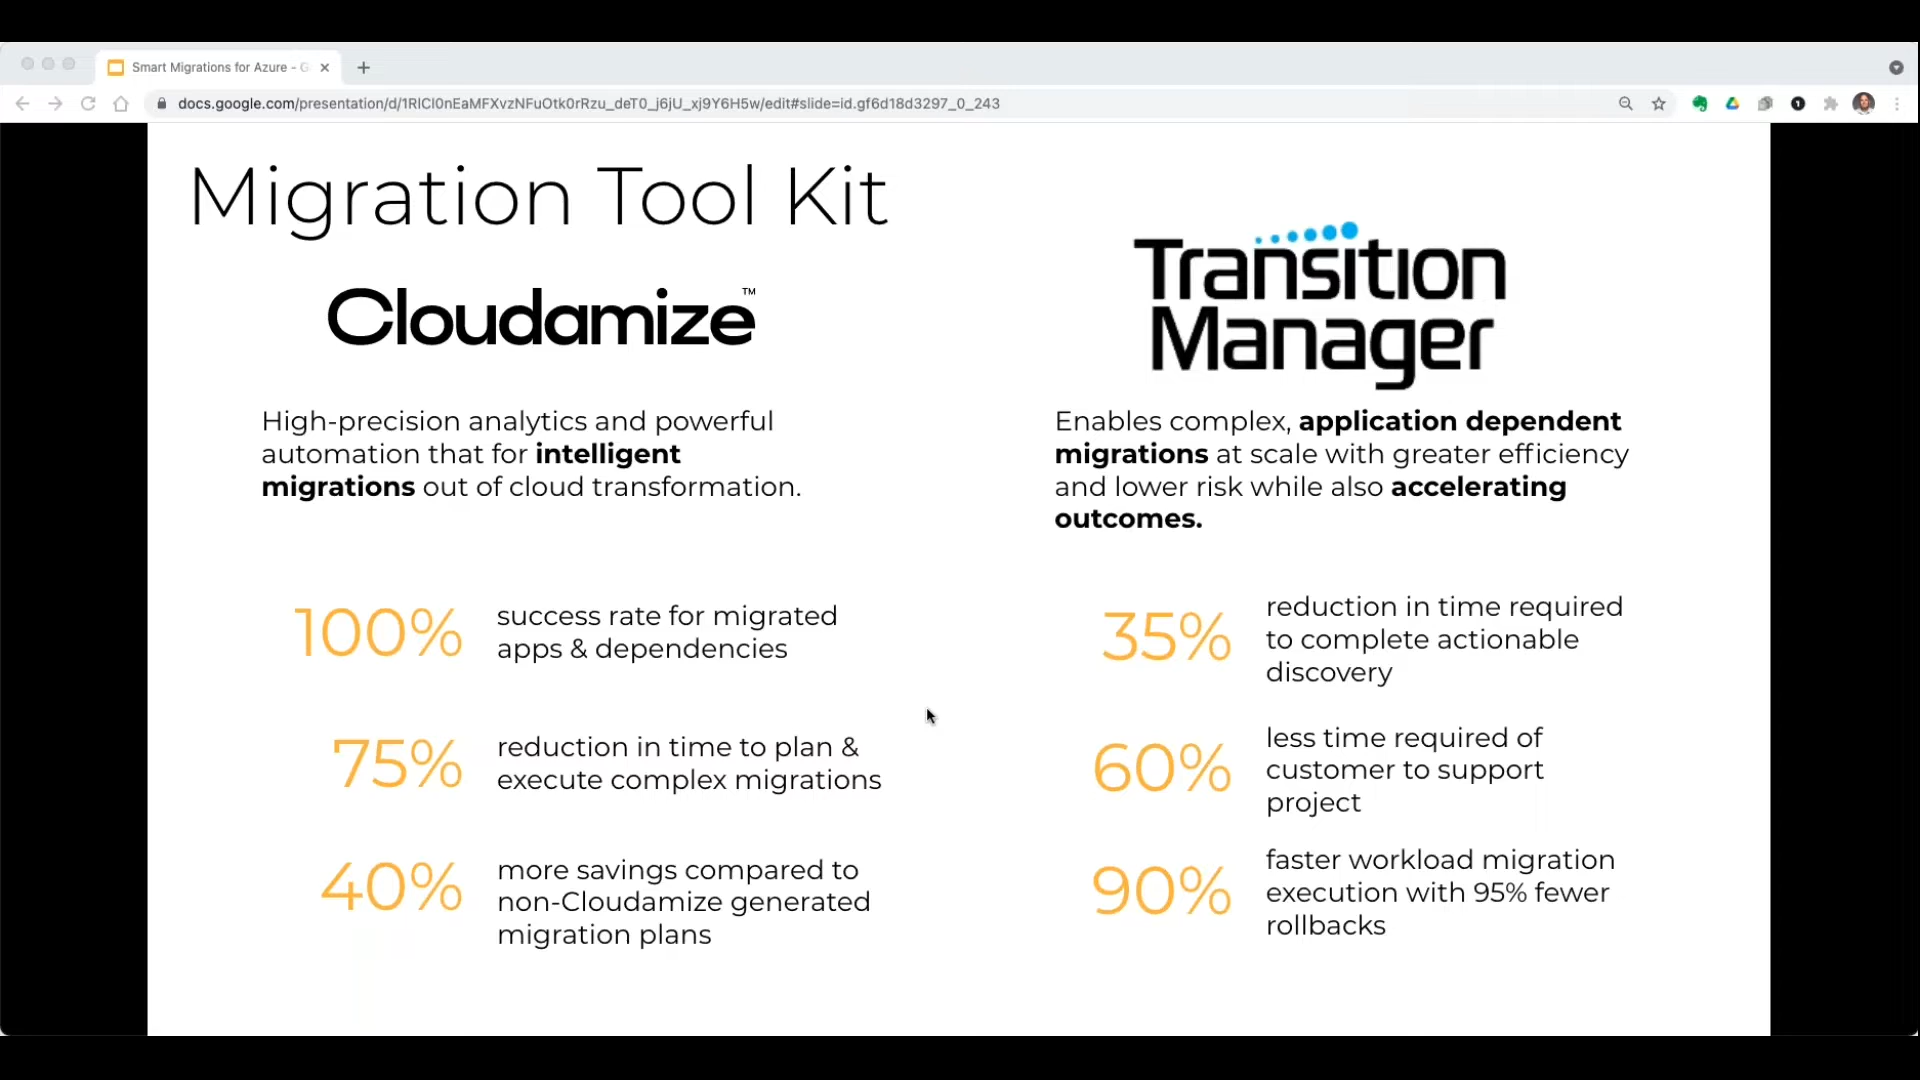 Smart Migrations for Azure - G
docs.google.com/presentation/d/1RlCl0nEaMFXvzNFuOtk0rRzu_deT0_j6jU_xj9Y6H5w/edit#slide=id.gf6d18d3297_0_243
Migration Tool Kit
Cloudamize™
High-precision analytics and powerful
automation that for intelligent
migrations out of cloud transformation.
100%
success rate for migrated
apps & dependencies
75%
reduction in time to plan &
execute complex migrations
40%
more savings compared to
non-Cloudamize generated
migration plans
Transition
Manager
Enables complex, application dependent
migrations at scale with greater efficiency
and lower risk while also accelerating
outcomes.
35%
reduction in time required
to complete actionable
discovery
60%
less time required of
customer to support
project
90%
faster workload migration
execution with 95% fewer
rollbacks